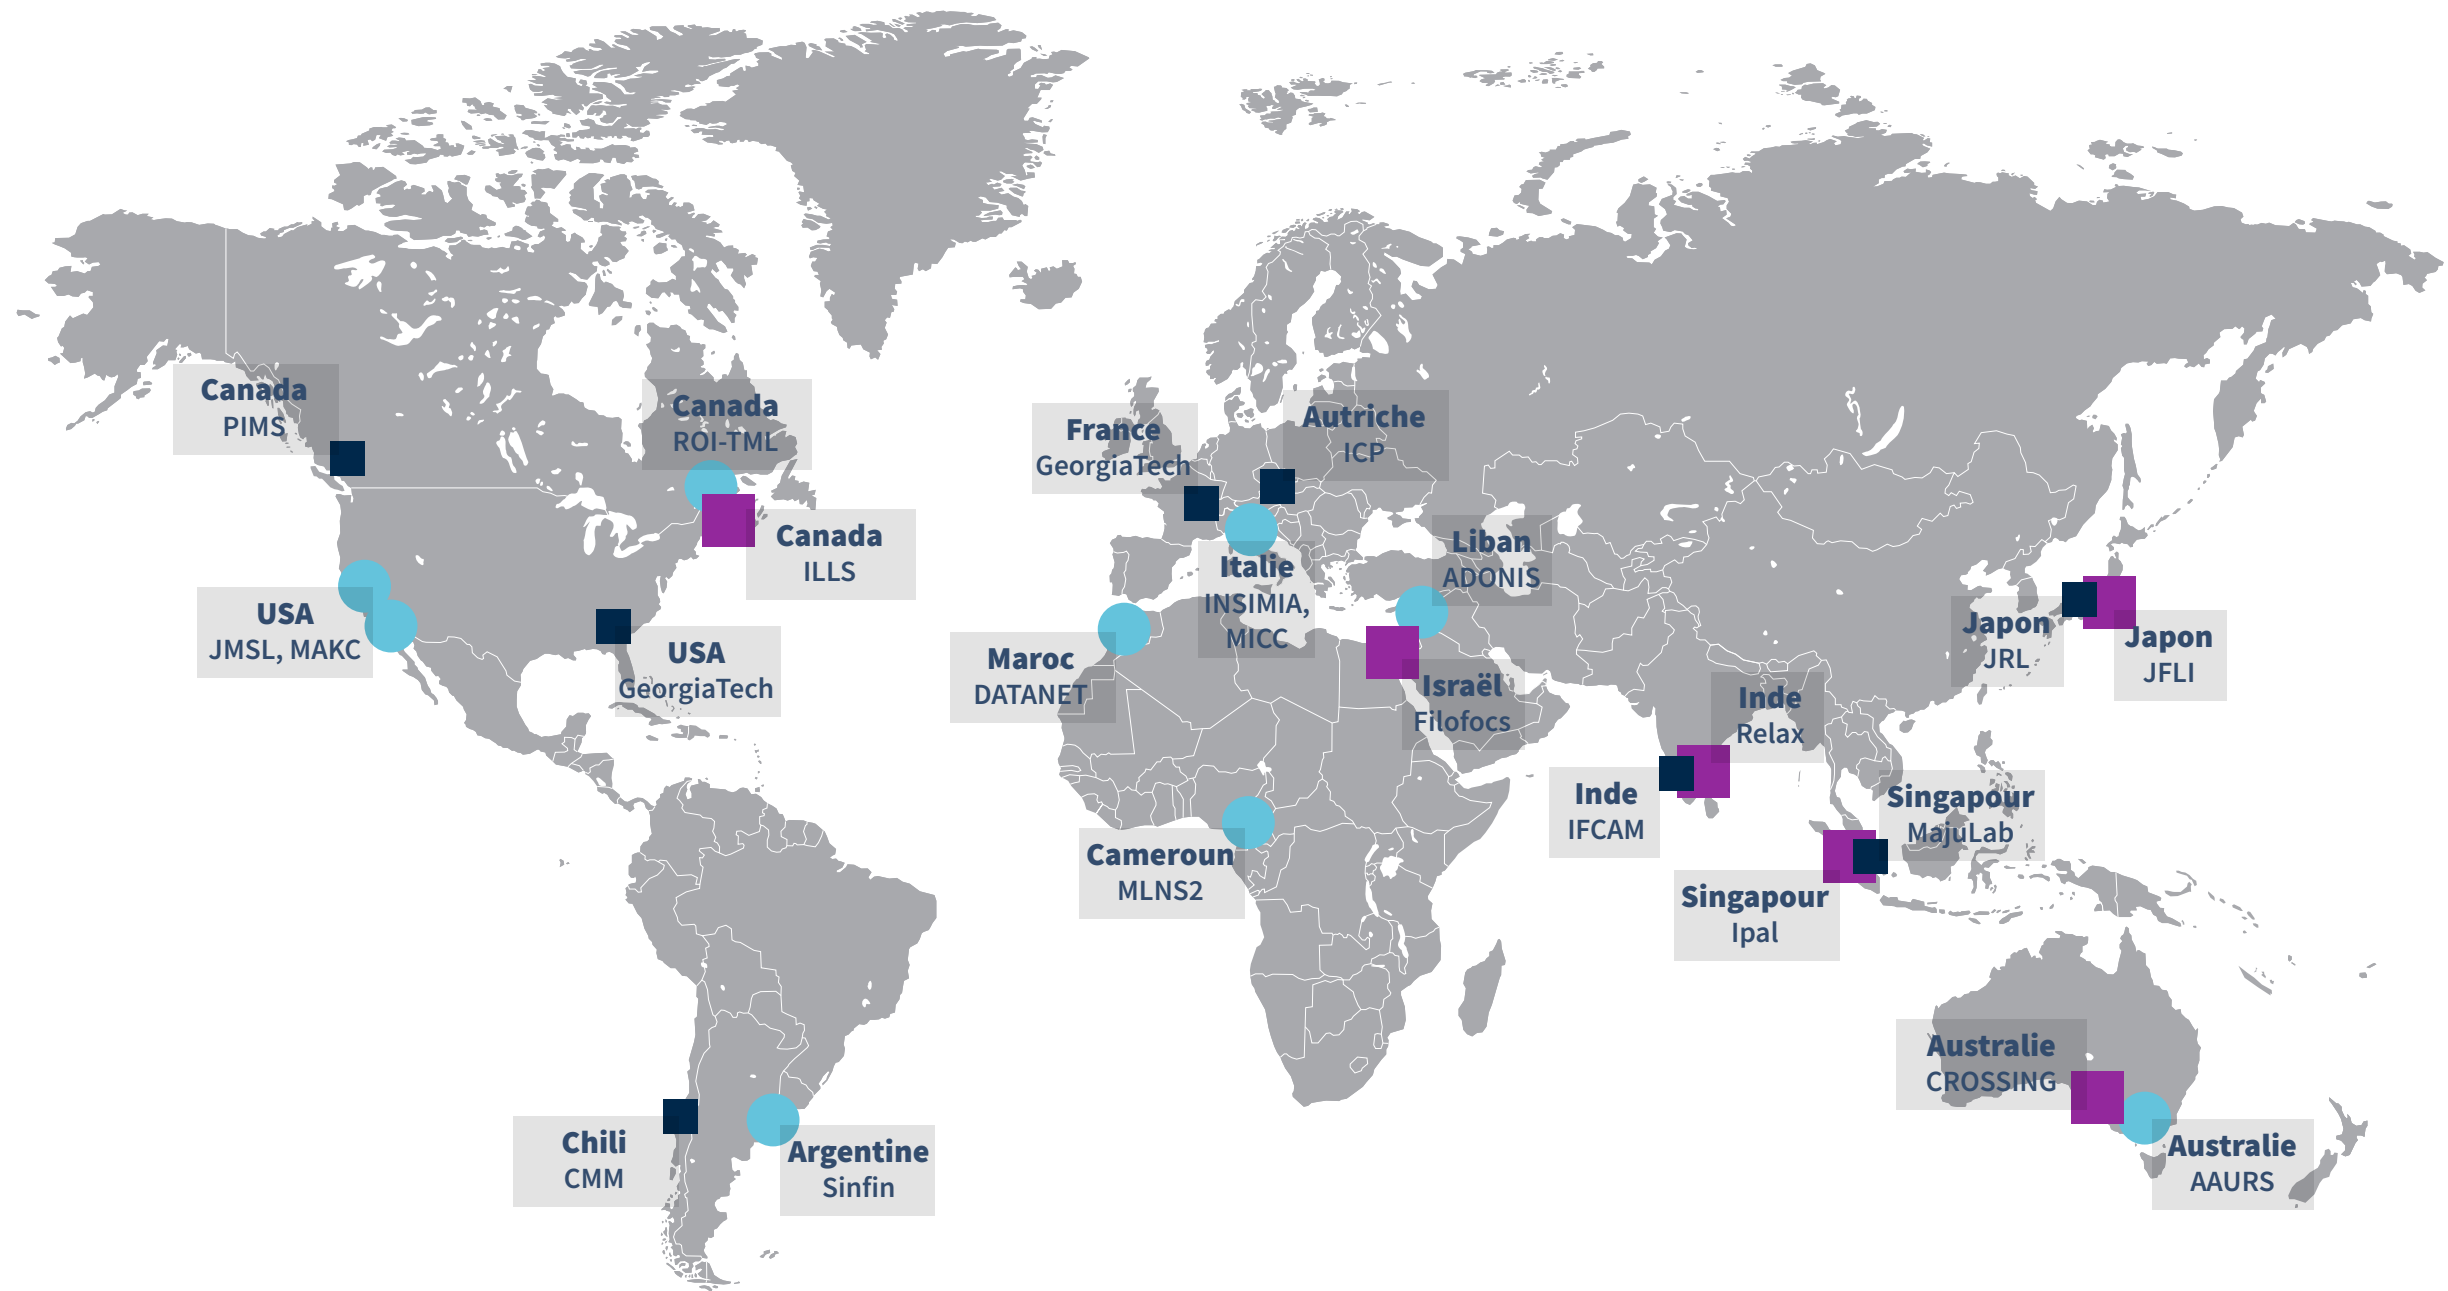 Canada
PIMS
Canada
ROI-TML
Canada
ILLS
USA
JMSL, MAKC
USA
GeorgiaTech
Chili
CMM
Argentine
Sinfin
France
GeorgiaTech
Autriche
ICP
Italie
INSIMIA,
MICC
Liban
ADONIS
Maroc
DATANET
Israël
Filofocs
Cameroun
MLNS2
Inde
Relax
Inde
IFCAM
Japon
JRL
Japon
JFLI
Singapour
MajuLab
Singapour
Ipal
Australie
CROSSING
Australie
AAURS